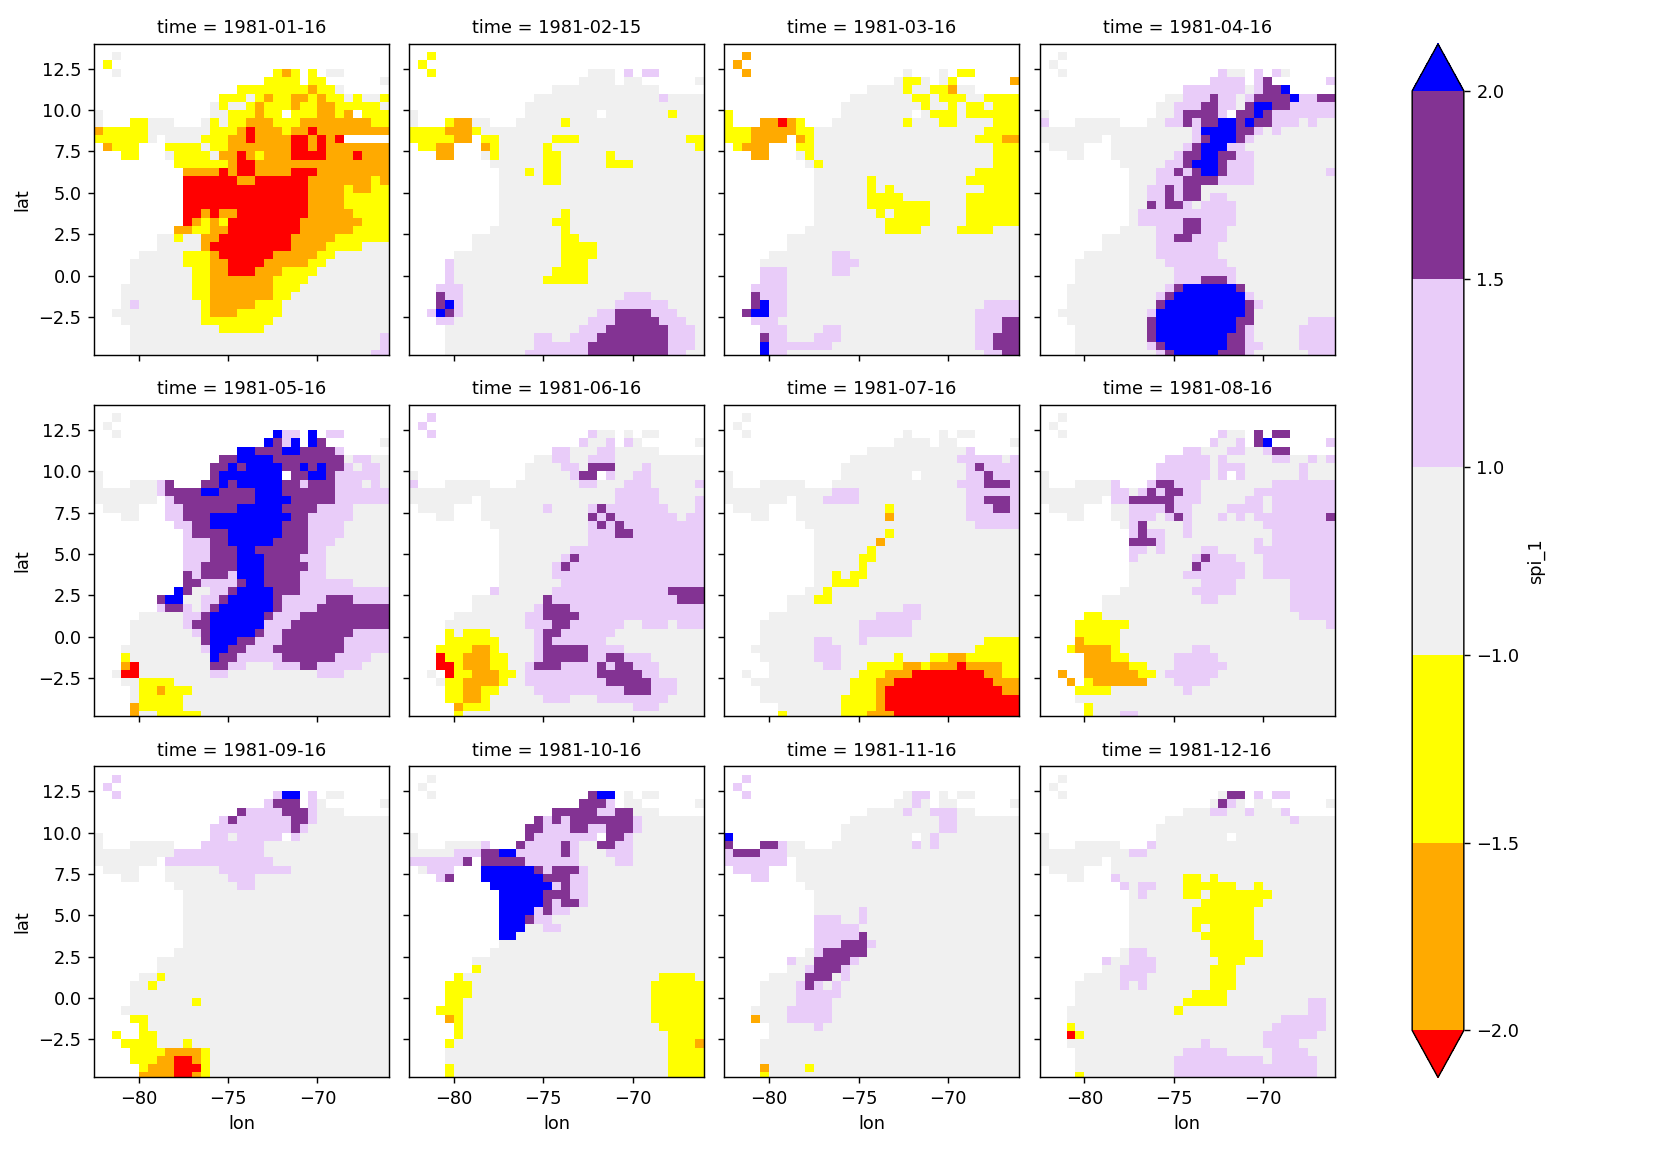 time = 1981-01-16
time = 1981-02-15
time = 1981-03-16
time = 1981-04-16
12.5
10.0
7.5
5.0
2.5
0.0
−2.5
lat
time = 1981-05-16
time = 1981-06-16
time = 1981-07-16
time = 1981-08-16
12.5
10.0
7.5
5.0
2.5
0.0
−2.5
lat
time = 1981-09-16
time = 1981-10-16
time = 1981-11-16
time = 1981-12-16
12.5
10.0
7.5
5.0
2.5
0.0
−2.5
lat
−80 −75 −70
lon
−80 −75 −70
lon
−80 −75 −70
lon
−80 −75 −70
lon
2.0
1.5
1.0
−1.0
−1.5
−2.0
spi_1